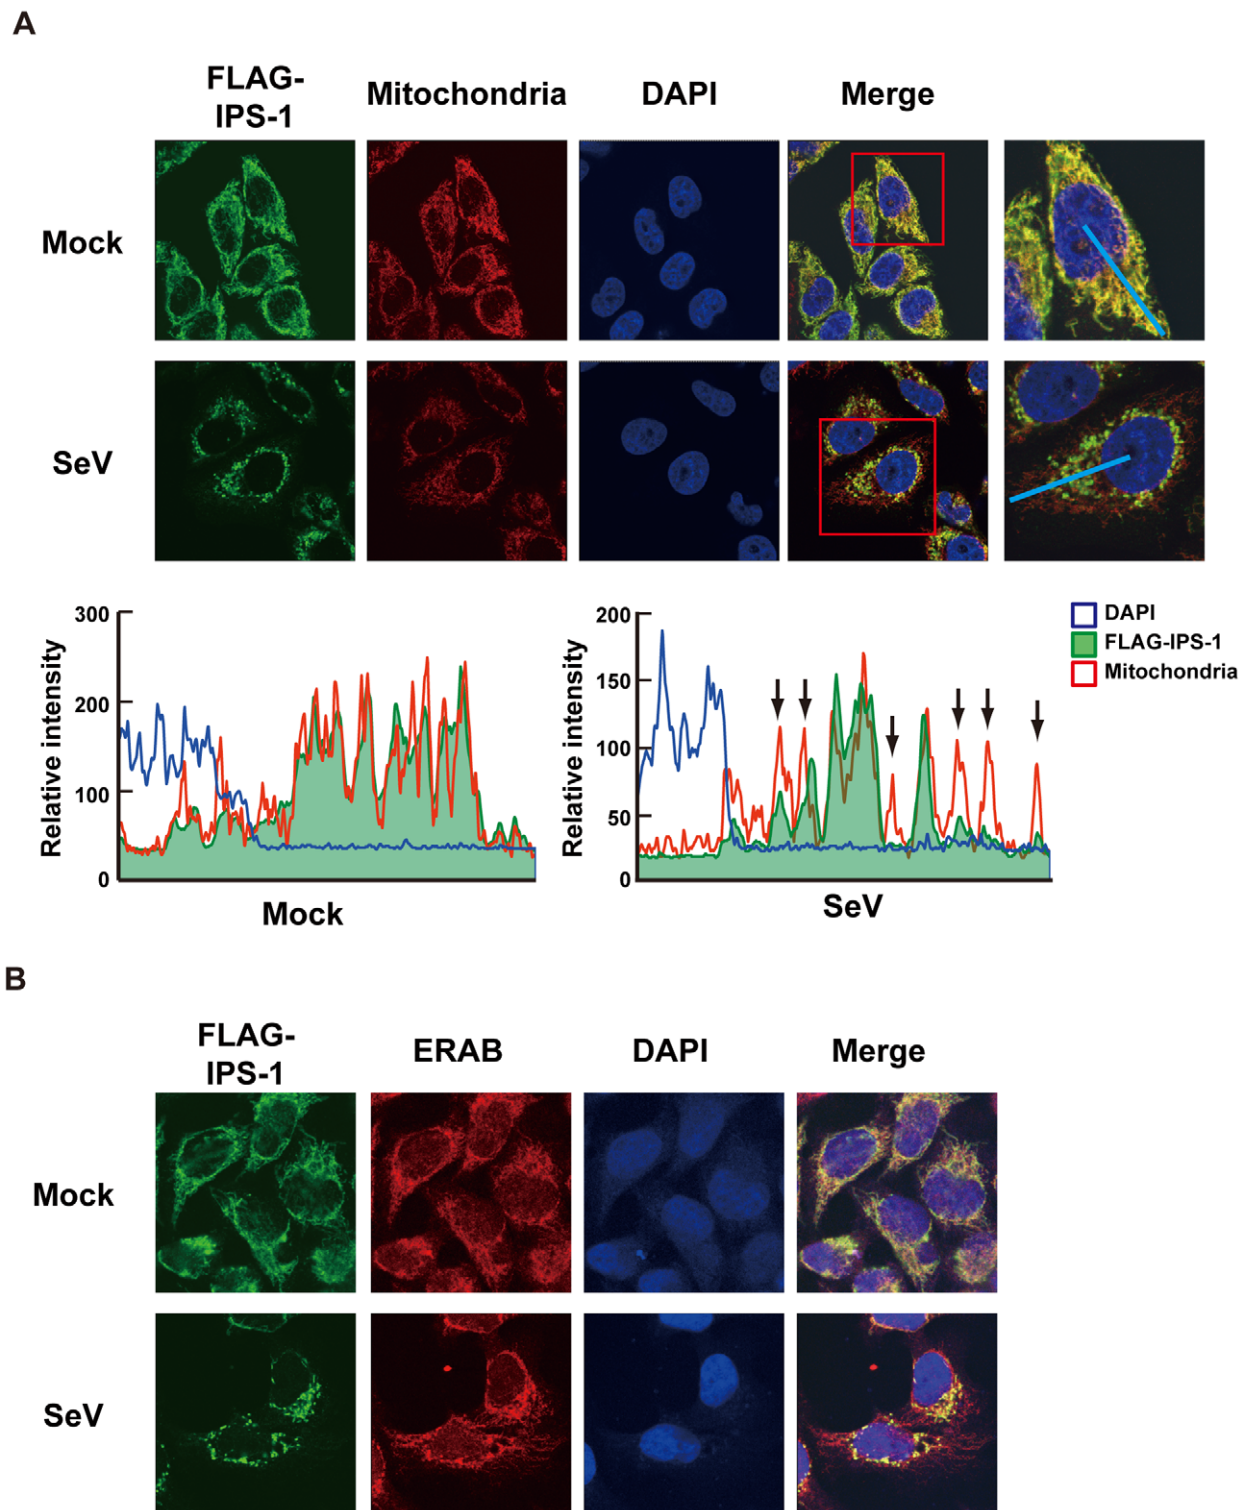 A
FLAG-
IPS-1
Mitochondria
DAPI
Merge
Mock
SeV
300
200
100
0
Relative intensity
Mock
200
150
100
50
0
Relative intensity
SeV
DAPI
FLAG-IPS-1
Mitochondria
B
FLAG-
IPS-1
ERAB
DAPI
Merge
Mock
SeV